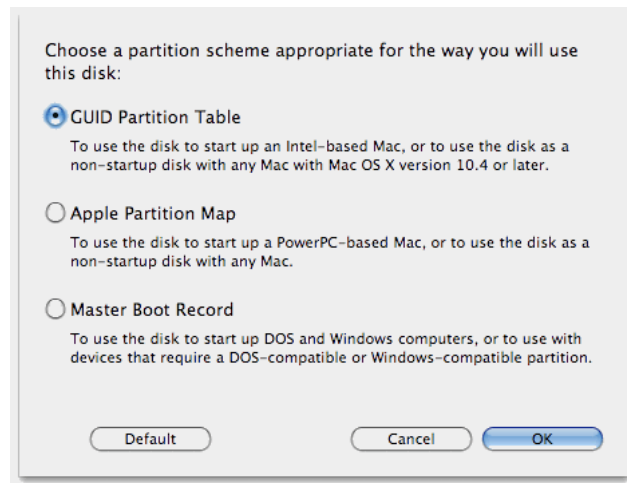 Choose a partition scheme appropriate for the way you will use
this disk:
GUID Partition Table
To use the disk to start up an Intel-based Mac, or to use the disk as a
non-startup disk with any Mac with Mac OS X version 10.4 or later.
Apple Partition Map
To use the disk to start up a PowerPC-based Mac, or to use the disk as a
non-startup disk with any Mac.
Master Boot Record
To use the disk to start up DOS and Windows computers, or to use with
devices that require a DOS-compatible or Windows-compatible partition.
Default Cancel OK